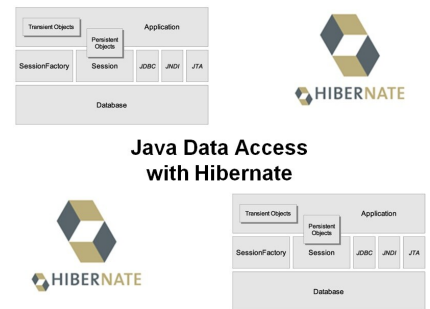 Transient Objects
Application
Persistent
Objects
SessionFactory Session JDBC JNDI JTA
Database
HIBERNATE
Java Data Access
with Hibernate
HIBERNATE
Transient Objects
Application
Persistent
Objects
SessionFactory Session JDBC JNDI JTA
Database